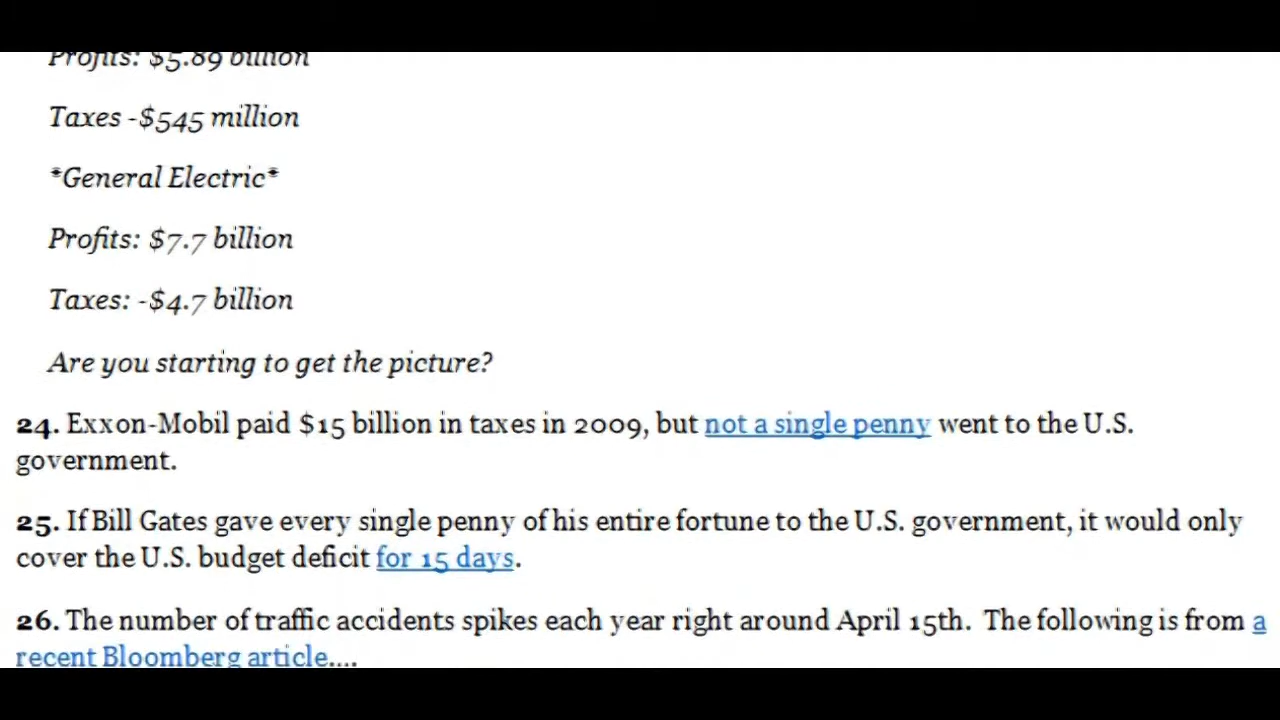 Profits: $5.89 billion
Taxes -$545 million
*General Electric*
Profits: $7.7 billion
Taxes: -$4.7 billion
Are you starting to get the picture?
24. Exxon-Mobil paid $15 billion in taxes in 2009, but not a single penny went to the U.S.
government.
25. If Bill Gates gave every single penny of his entire fortune to the U.S. government, it would only
cover the U.S. budget deficit for 15 days.
26. The number of traffic accidents spikes each year right around April 15th.  The following is from a
recent Bloomberg article....